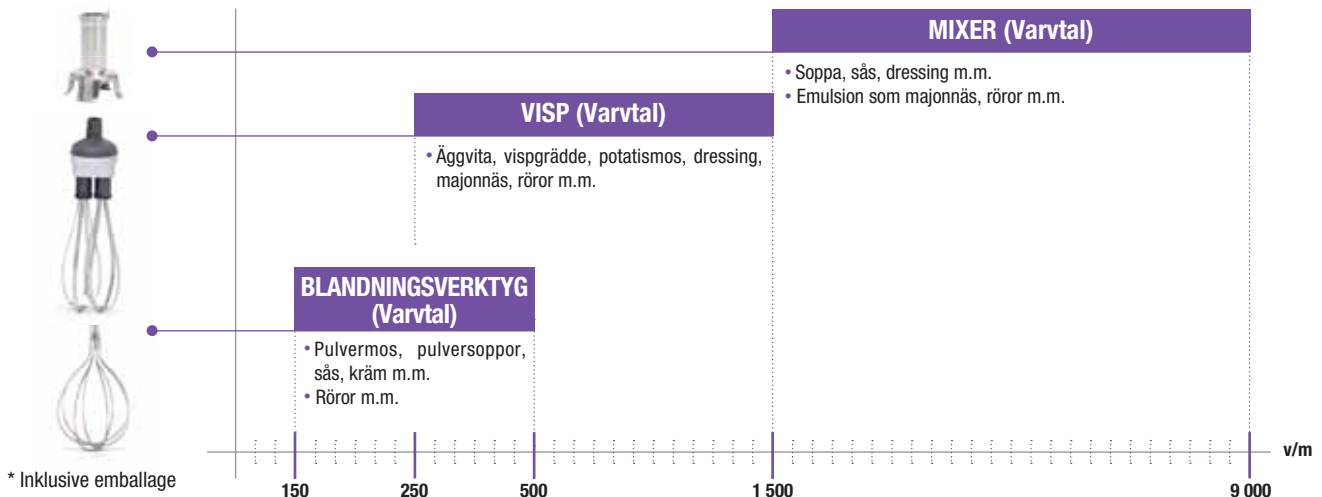 MIXER (Varvtal)
• Soppa, sås, dressing m.m.
• Emulsion som majonnäs, röror m.m.
VISP (Varvtal)
• Äggvita, vispgrädde, potatismos, dressing,
majonnäs, röror m.m.
BLANDNINGSVERKTYG
(Varvtal)
• Pulvermos, pulversoppor,
sås, kräm m.m.
• Röror m.m.
v/m
150 250 500 1 500 9 000
* Inklusive emballage